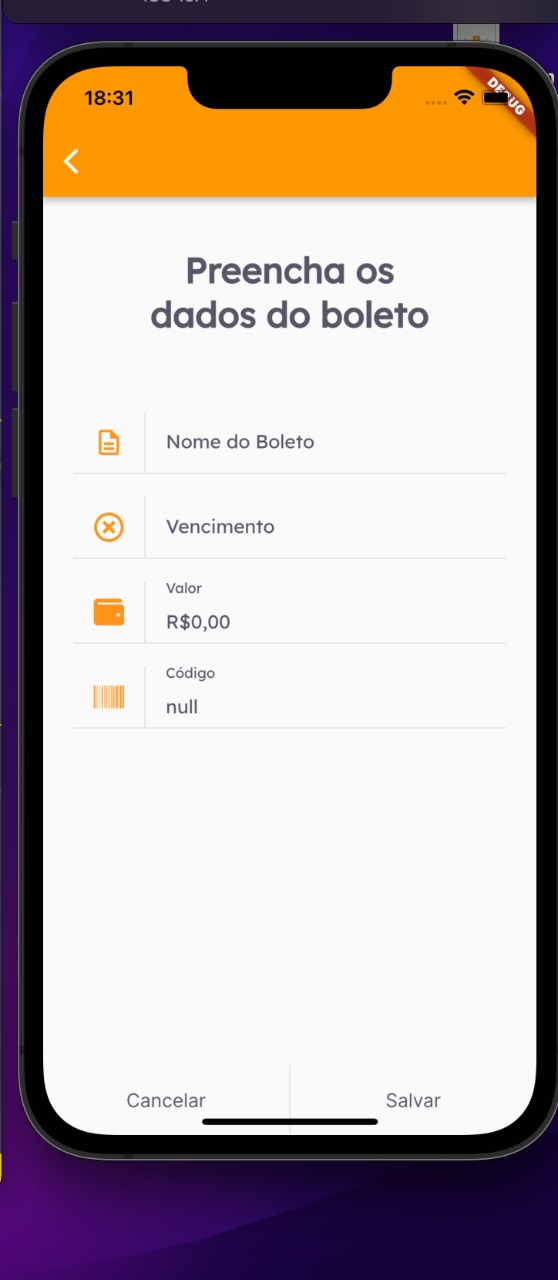 18:31
DEBUG
Preencha os
dados do boleto
Nome do Boleto
Vencimento
Valor
R$0,00
Código
null
Cancelar
Salvar